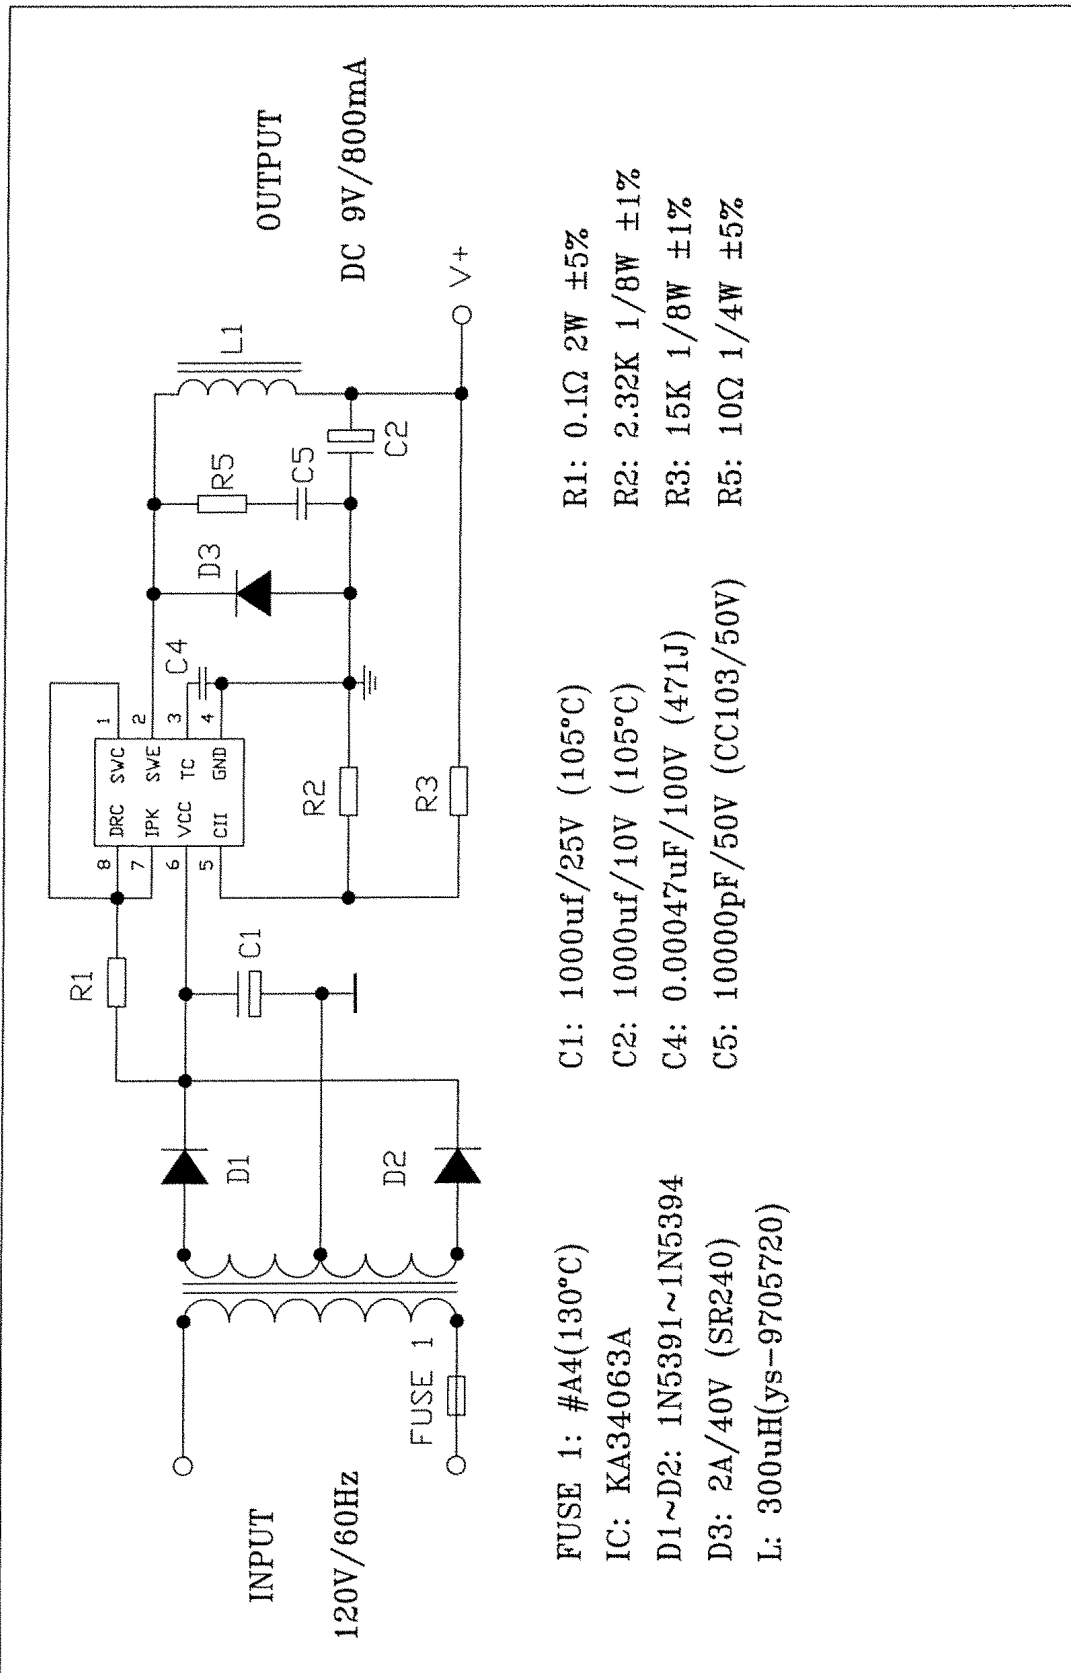 OUTPUT
DC 9V/800mA
INPUT
120V/60Hz
FUSE 1
D1
D2
R1
C1
8 DRC SWC 1
7 IPK SWE 2
6 VCC TC 3
5 CII GND 4
C4
D3
R5
C5
L1
C2
R2
R3
V+
FUSE 1: #A4(130°C)
IC: KA34063A
D1~D2: 1N5391~1N5394
D3: 2A/40V (SR240)
L: 300uH(ys-9705720)
C1: 1000uf/25V (105°C)
C2: 1000uf/10V (105°C)
C4: 0.00047uF/100V (471J)
C5: 10000pF/50V (CC103/50V)
R1: 0.1Ω 2W ±5%
R2: 2.32K 1/8W ±1%
R3: 15K 1/8W ±1%
R5: 10Ω 1/4W ±5%